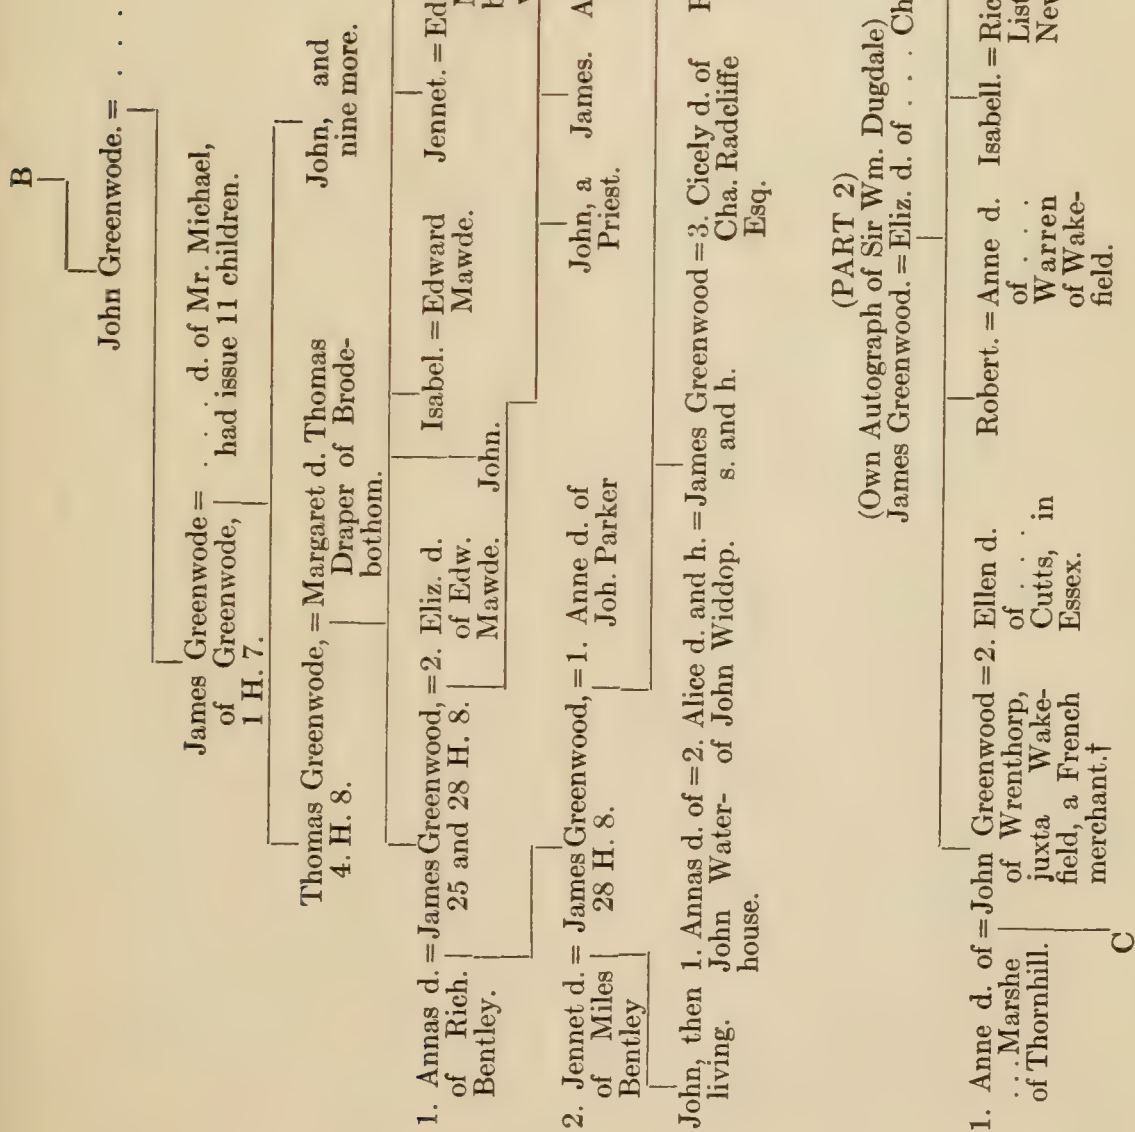 B
John Greenwode. = . . . .
James Greenwode = . . . . d. of Mr. Michael,
of Greenwode, had issue 11 children.
1 H. 7.
Thomas Greenwode, = Margaret d. Thomas
4. H. 8. Draper of Brode-
bothom.
John, and
nine more.
1. Annas d. = James Greenwood, = 2. Eliz. d.
of Rich. 25 and 28 H. 8. of Edw.
Bentley. Mawde.
John.
Isabel. = Edward
Mawde.
Jennet. = Ed
2. Jennet d. = James Greenwood, = 1. Anne d. of
of Miles 28 H. 8. Joh. Parker
Bentley
John, a
Priest.
James. A
John, then 1. Annas d. of = 2. Alice d. and h. = James Greenwood = 3. Cicely d. of
living. John Water- of John Widdop. s. and h. Cha. Radcliffe
house. Esq.
(PART 2)
(Own Autograph of Sir Wm. Dugdale)
James Greenwood. = Eliz. d. of . . . . Ch
1. Anne d. of = John Greenwood = 2. Ellen d.
. . . Marshe of Wrenthorp, of . . . .
of Thornhill. juxta Wake- Cutts, in
field, a French Essex.
merchant.†
Robert. = Anne d.
of . . . .
Warren
of Wake-
field.
Isabell. = Ric
List
New
C